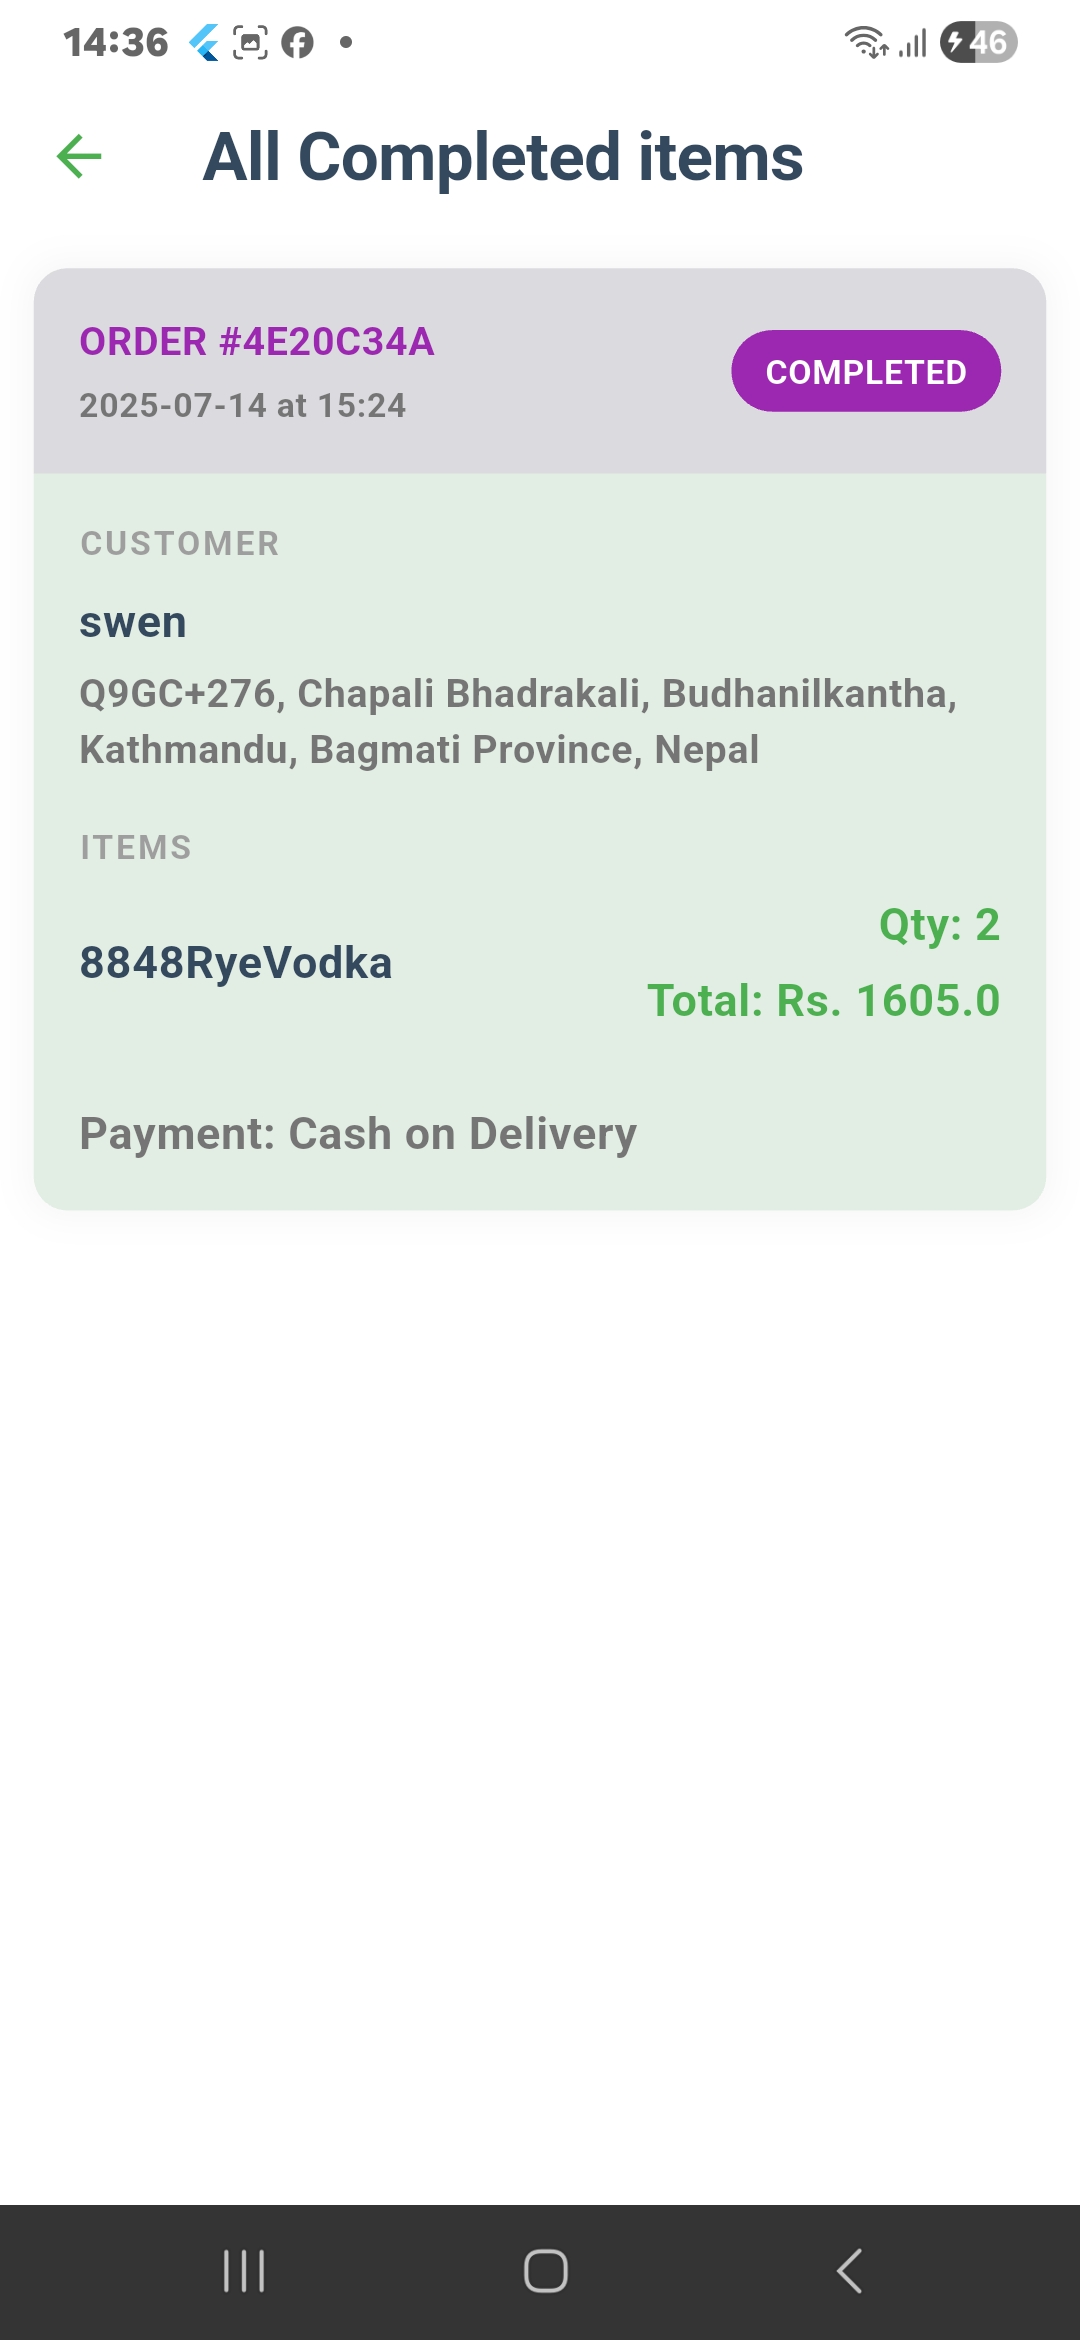 14:36
46
All Completed items
ORDER #4E20C34A
COMPLETED
2025-07-14 at 15:24
CUSTOMER
swen
Q9GC+276, Chapali Bhadrakali, Budhanilkantha,
Kathmandu, Bagmati Province, Nepal
ITEMS
Qty: 2
8848RyeVodka
Total: Rs. 1605.0
Payment: Cash on Delivery